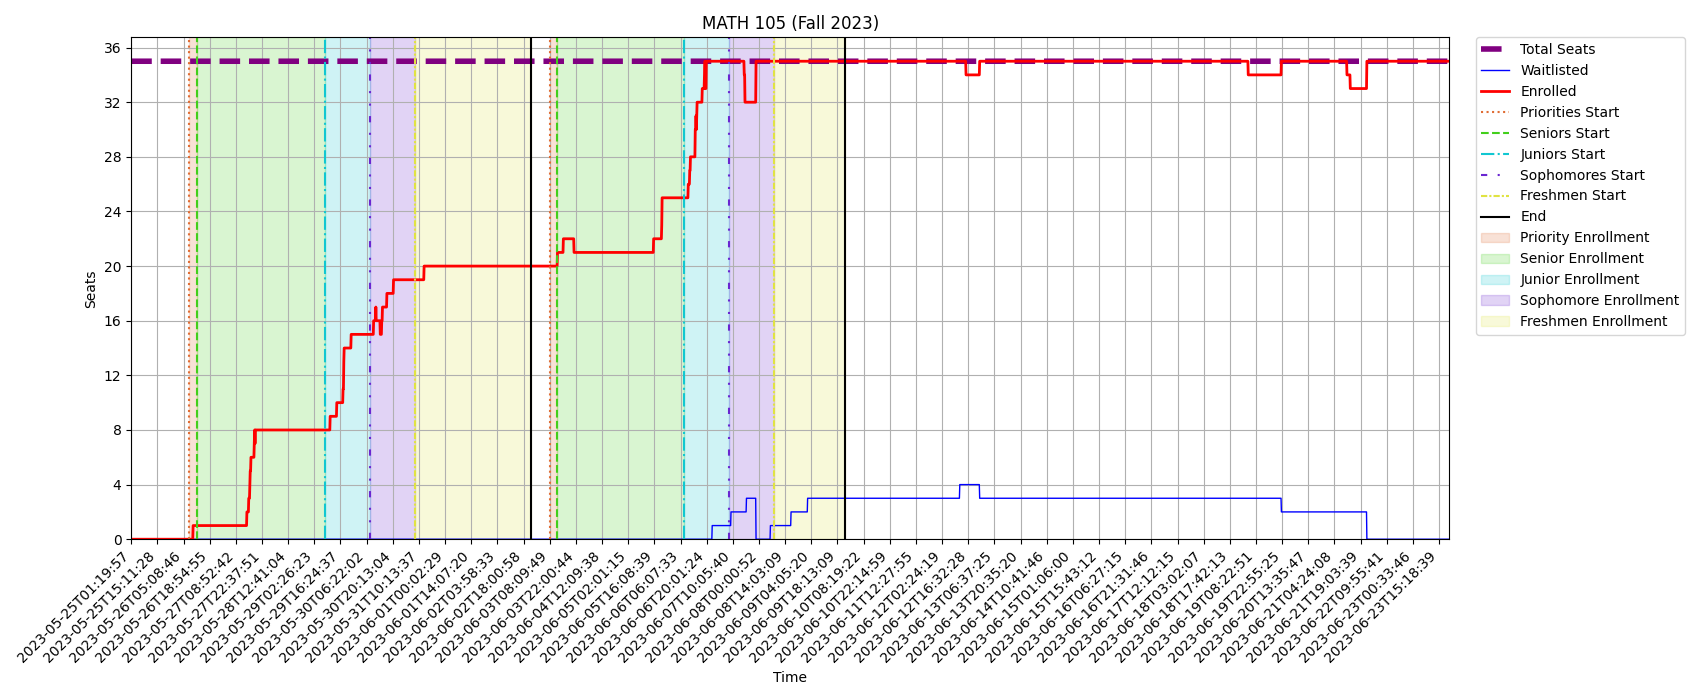 MATH 105 (Fall 2023)
36
32
28
24
20
16
12
8
4
0
Seats
2023-05-25T01:19:57
2023-05-25T15:11:28
2023-05-26T05:08:46
2023-05-26T18:54:55
2023-05-27T08:52:42
2023-05-27T22:37:51
2023-05-28T12:41:04
2023-05-29T02:26:23
2023-05-29T16:24:37
2023-05-30T06:22:02
2023-05-30T20:13:04
2023-05-31T10:13:37
2023-06-01T00:02:29
2023-06-01T14:07:20
2023-06-02T03:58:33
2023-06-02T18:00:58
2023-06-03T08:09:49
2023-06-03T22:00:44
2023-06-04T12:09:38
2023-06-05T02:01:15
2023-06-05T16:08:39
2023-06-06T06:07:33
2023-06-06T20:01:24
2023-06-07T10:05:40
2023-06-08T00:00:52
2023-06-08T14:03:09
2023-06-09T04:05:20
2023-06-09T18:13:09
2023-06-10T08:19:22
2023-06-10T22:14:59
2023-06-11T12:27:55
2023-06-12T02:24:19
2023-06-12T16:32:28
2023-06-13T06:37:25
2023-06-13T20:35:20
2023-06-14T10:41:46
2023-06-15T01:06:00
2023-06-15T15:43:12
2023-06-16T06:27:15
2023-06-16T21:31:46
2023-06-17T12:12:15
2023-06-18T03:02:07
2023-06-18T17:42:13
2023-06-19T08:22:51
2023-06-19T22:55:25
2023-06-20T13:35:47
2023-06-21T04:24:08
2023-06-21T19:03:39
2023-06-22T09:55:41
2023-06-23T00:33:46
2023-06-23T15:18:39
Time
Total Seats
Waitlisted
Enrolled
Priorities Start
Seniors Start
Juniors Start
Sophomores Start
Freshmen Start
End
Priority Enrollment
Senior Enrollment
Junior Enrollment
Sophomore Enrollment
Freshmen Enrollment